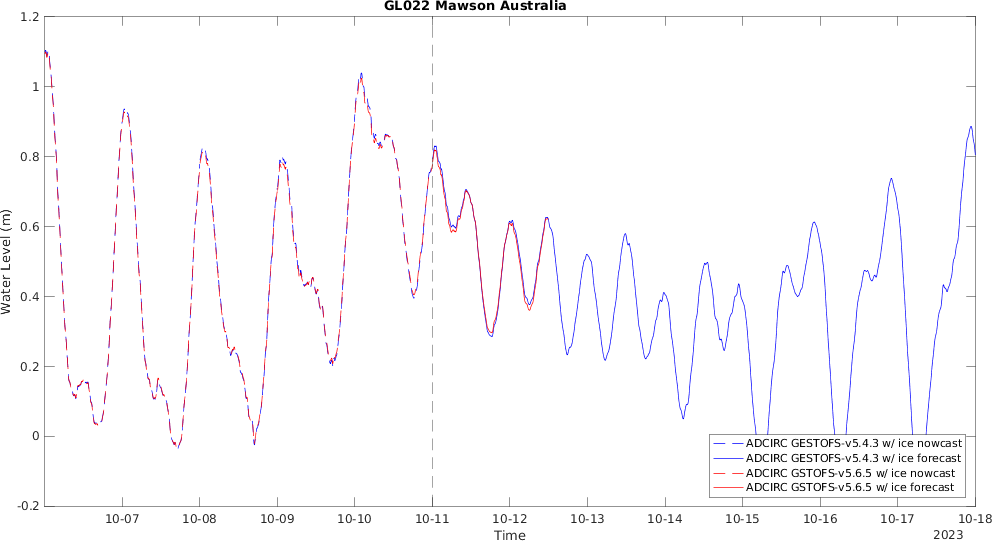 GL022 Mawson Australia
1.2
1
0.8
0.6
0.4
0.2
0
-0.2
Water Level (m)
ADCIRC GESTOFS-v5.4.3 w/ ice nowcast
ADCIRC GESTOFS-v5.4.3 w/ ice forecast
ADCIRC GSTOFS-v5.6.5 w/ ice nowcast
ADCIRC GSTOFS-v5.6.5 w/ ice forecast
10-07 10-08 10-09 10-10 10-11 10-12 10-13 10-14 10-15 10-16 10-17 10-18
Time
2023